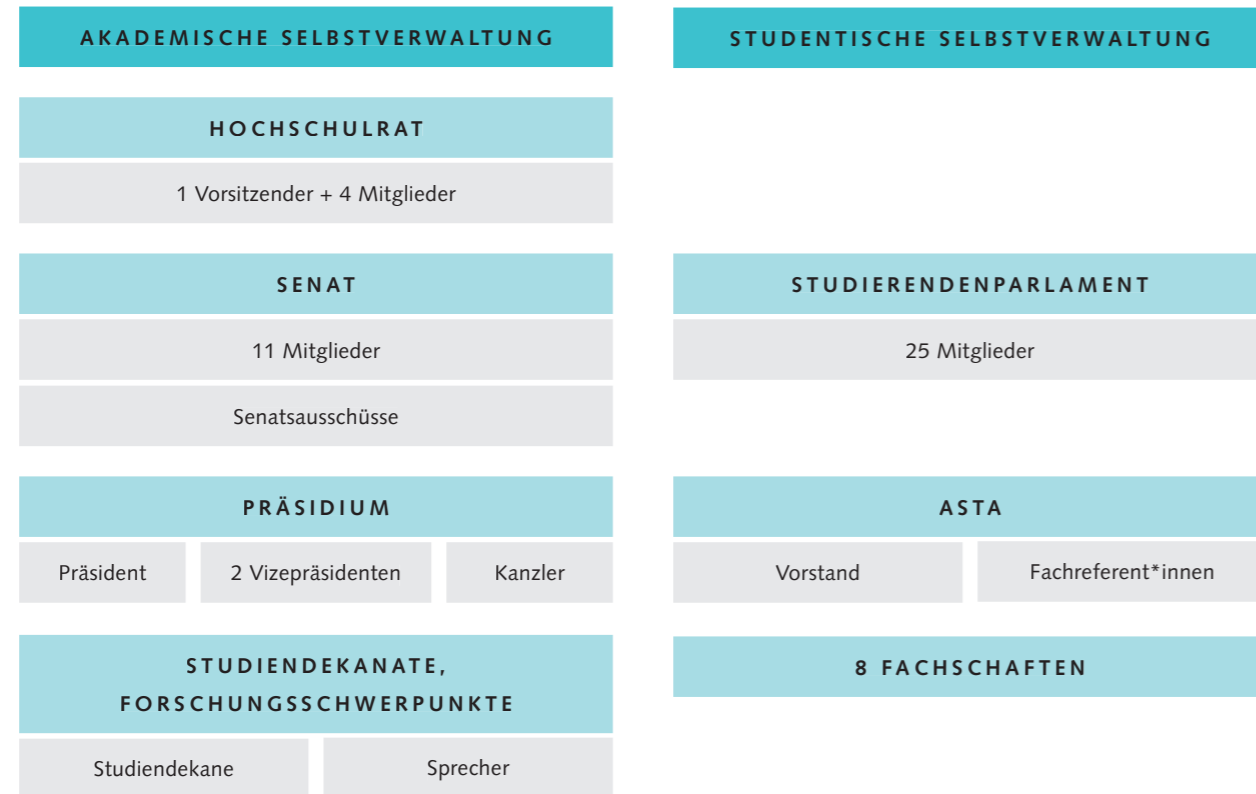 AKADEMISCHE SELBSTVERWALTUNG
HOCHSCHULRAT
1 Vorsitzender + 4 Mitglieder
SENAT
11 Mitglieder
Senatsausschüsse
PRÄSIDIUM
Präsident
2 Vizepräsidenten
Kanzler
STUDIENDEKANATE,
FORSCHUNGSSCHWERPUNKTE
Studiendekane
Sprecher
STUDENTISCHE SELBSTVERWALTUNG
STUDIERENDENPARLAMENT
25 Mitglieder
ASTA
Vorstand
Fachreferent*innen
8 FACHSCHAFTEN